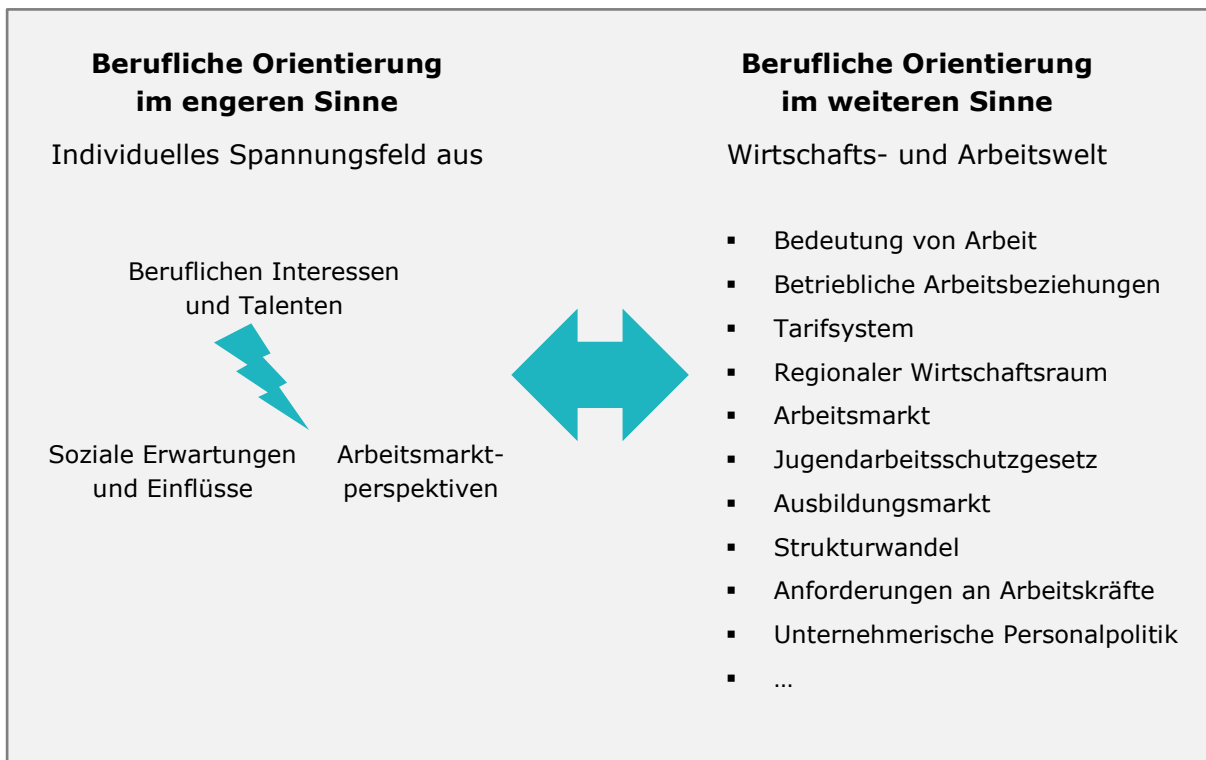 Berufliche Orientierung
im engeren Sinne
Individuelles Spannungsfeld aus
Beruflichen Interessen
und Talenten
Soziale Erwartungen
und Einflüsse
Arbeitsmarkt-
perspektiven
Berufliche Orientierung
im weiteren Sinne
Wirtschafts- und Arbeitswelt
▪ Bedeutung von Arbeit
▪ Betriebliche Arbeitsbeziehungen
▪ Tarifsystem
▪ Regionaler Wirtschaftsraum
▪ Arbeitsmarkt
▪ Jugendarbeitsschutzgesetz
▪ Ausbildungsmarkt
▪ Strukturwandel
▪ Anforderungen an Arbeitskräfte
▪ Unternehmerische Personalpolitik
▪ …